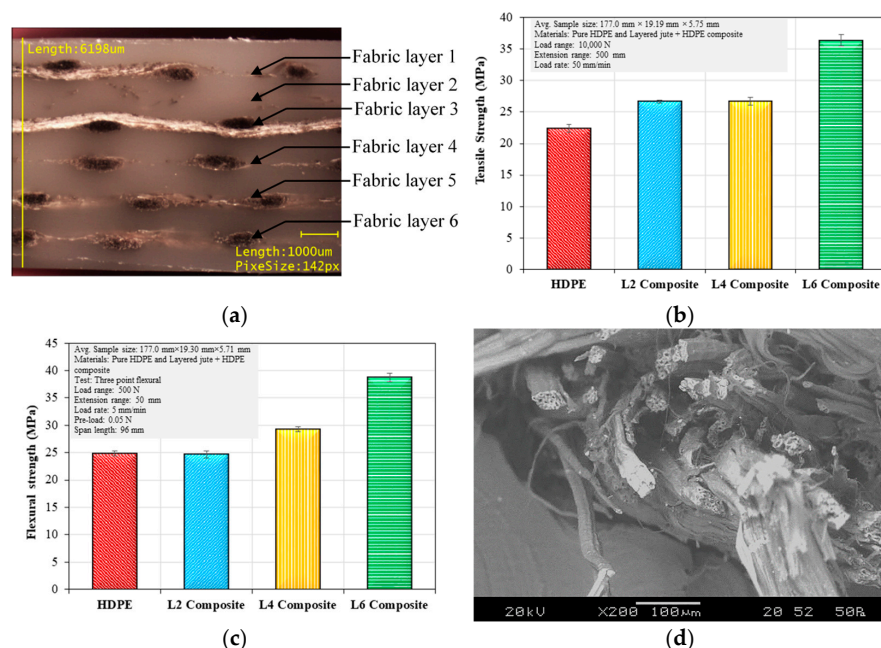 Length:6198um
Fabric layer 1
Fabric layer 2
Fabric layer 3
Fabric layer 4
Fabric layer 5
Fabric layer 6
Length:1000um
PixeSize:142px
(a)
Tensile Strength (MPa)
40
35
30
25
20
15
10
5
0
Avg. Sample size: 177.0 mm × 19.19 mm × 5.75 mm
Materials: Pure HDPE and Layered jute + HDPE composite
Load range: 10,000 N
Extension range: 500 mm
Load rate: 50 mm/min
HDPE
L2 Composite
L4 Composite
L6 Composite
(b)
Flexural strength (MPa)
45
40
35
30
25
20
15
10
5
0
Avg. Sample size: 177.0 mm×19.30 mm×5.71 mm
Materials: Pure HDPE and Layered jute + HDPE
composite
Test: Three point flexural
Load range: 500 N
Extension range: 50 mm
Load rate: 5 mm/min
Pre-load: 0.05 N
Span length: 96 mm
HDPE
L2 Composite
L4 Composite
L6 Composite
(c)
20kV
X200
100μm
20 52
(d)